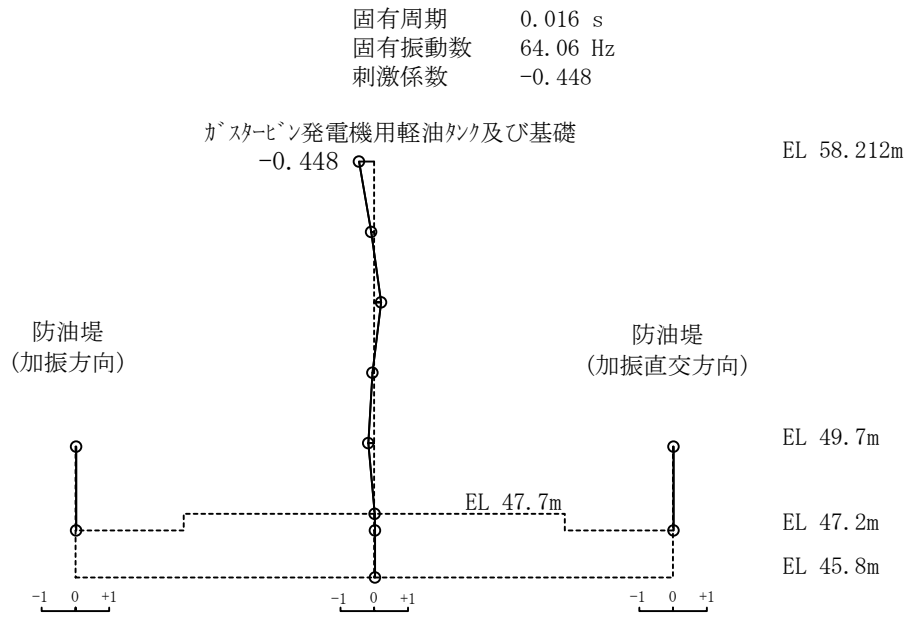 固有周期 0.016 s
固有振動数 64.06 Hz
刺激係数 -0.448
ｶﾞｽﾀｰﾋﾞﾝ発電機用軽油ﾀﾝｸ及び基礎
-0.448
EL 58.212m
防油堤
(加振方向)
防油堤
(加振直交方向)
EL 49.7m
EL 47.7m
EL 47.2m
EL 45.8m
-1 0 +1
-1 0 +1
-1 0 +1